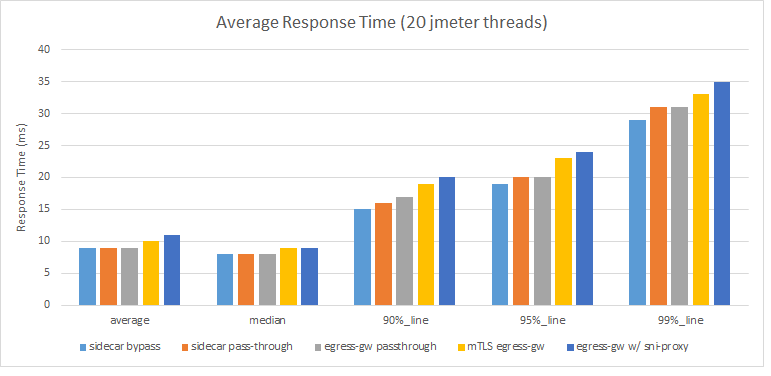 Average Response Time (20 jmeter threads)
40
35
30
25
20
15
10
5
0
Response Time (ms)
average median 90%_line 95%_line 99%_line
sidecar bypass sidecar pass-through egress-gw passthrough mTLS egress-gw egress-gw w/ sni-proxy